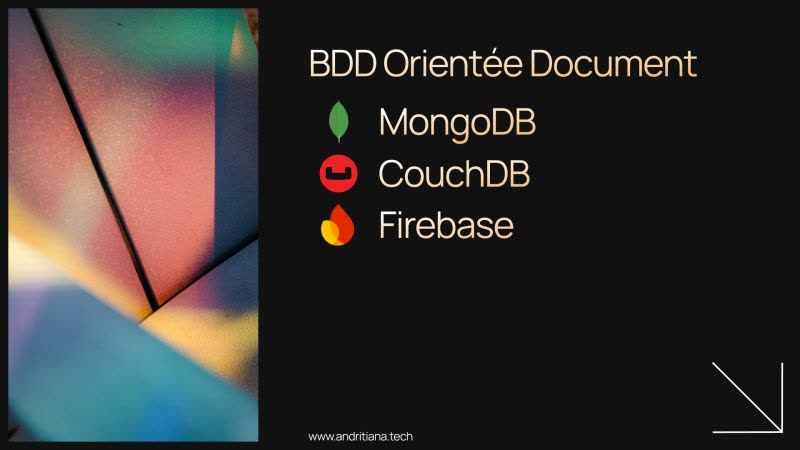 BDD Orientée Document
MongoDB
CouchDB
Firebase
www.andritiana.tech